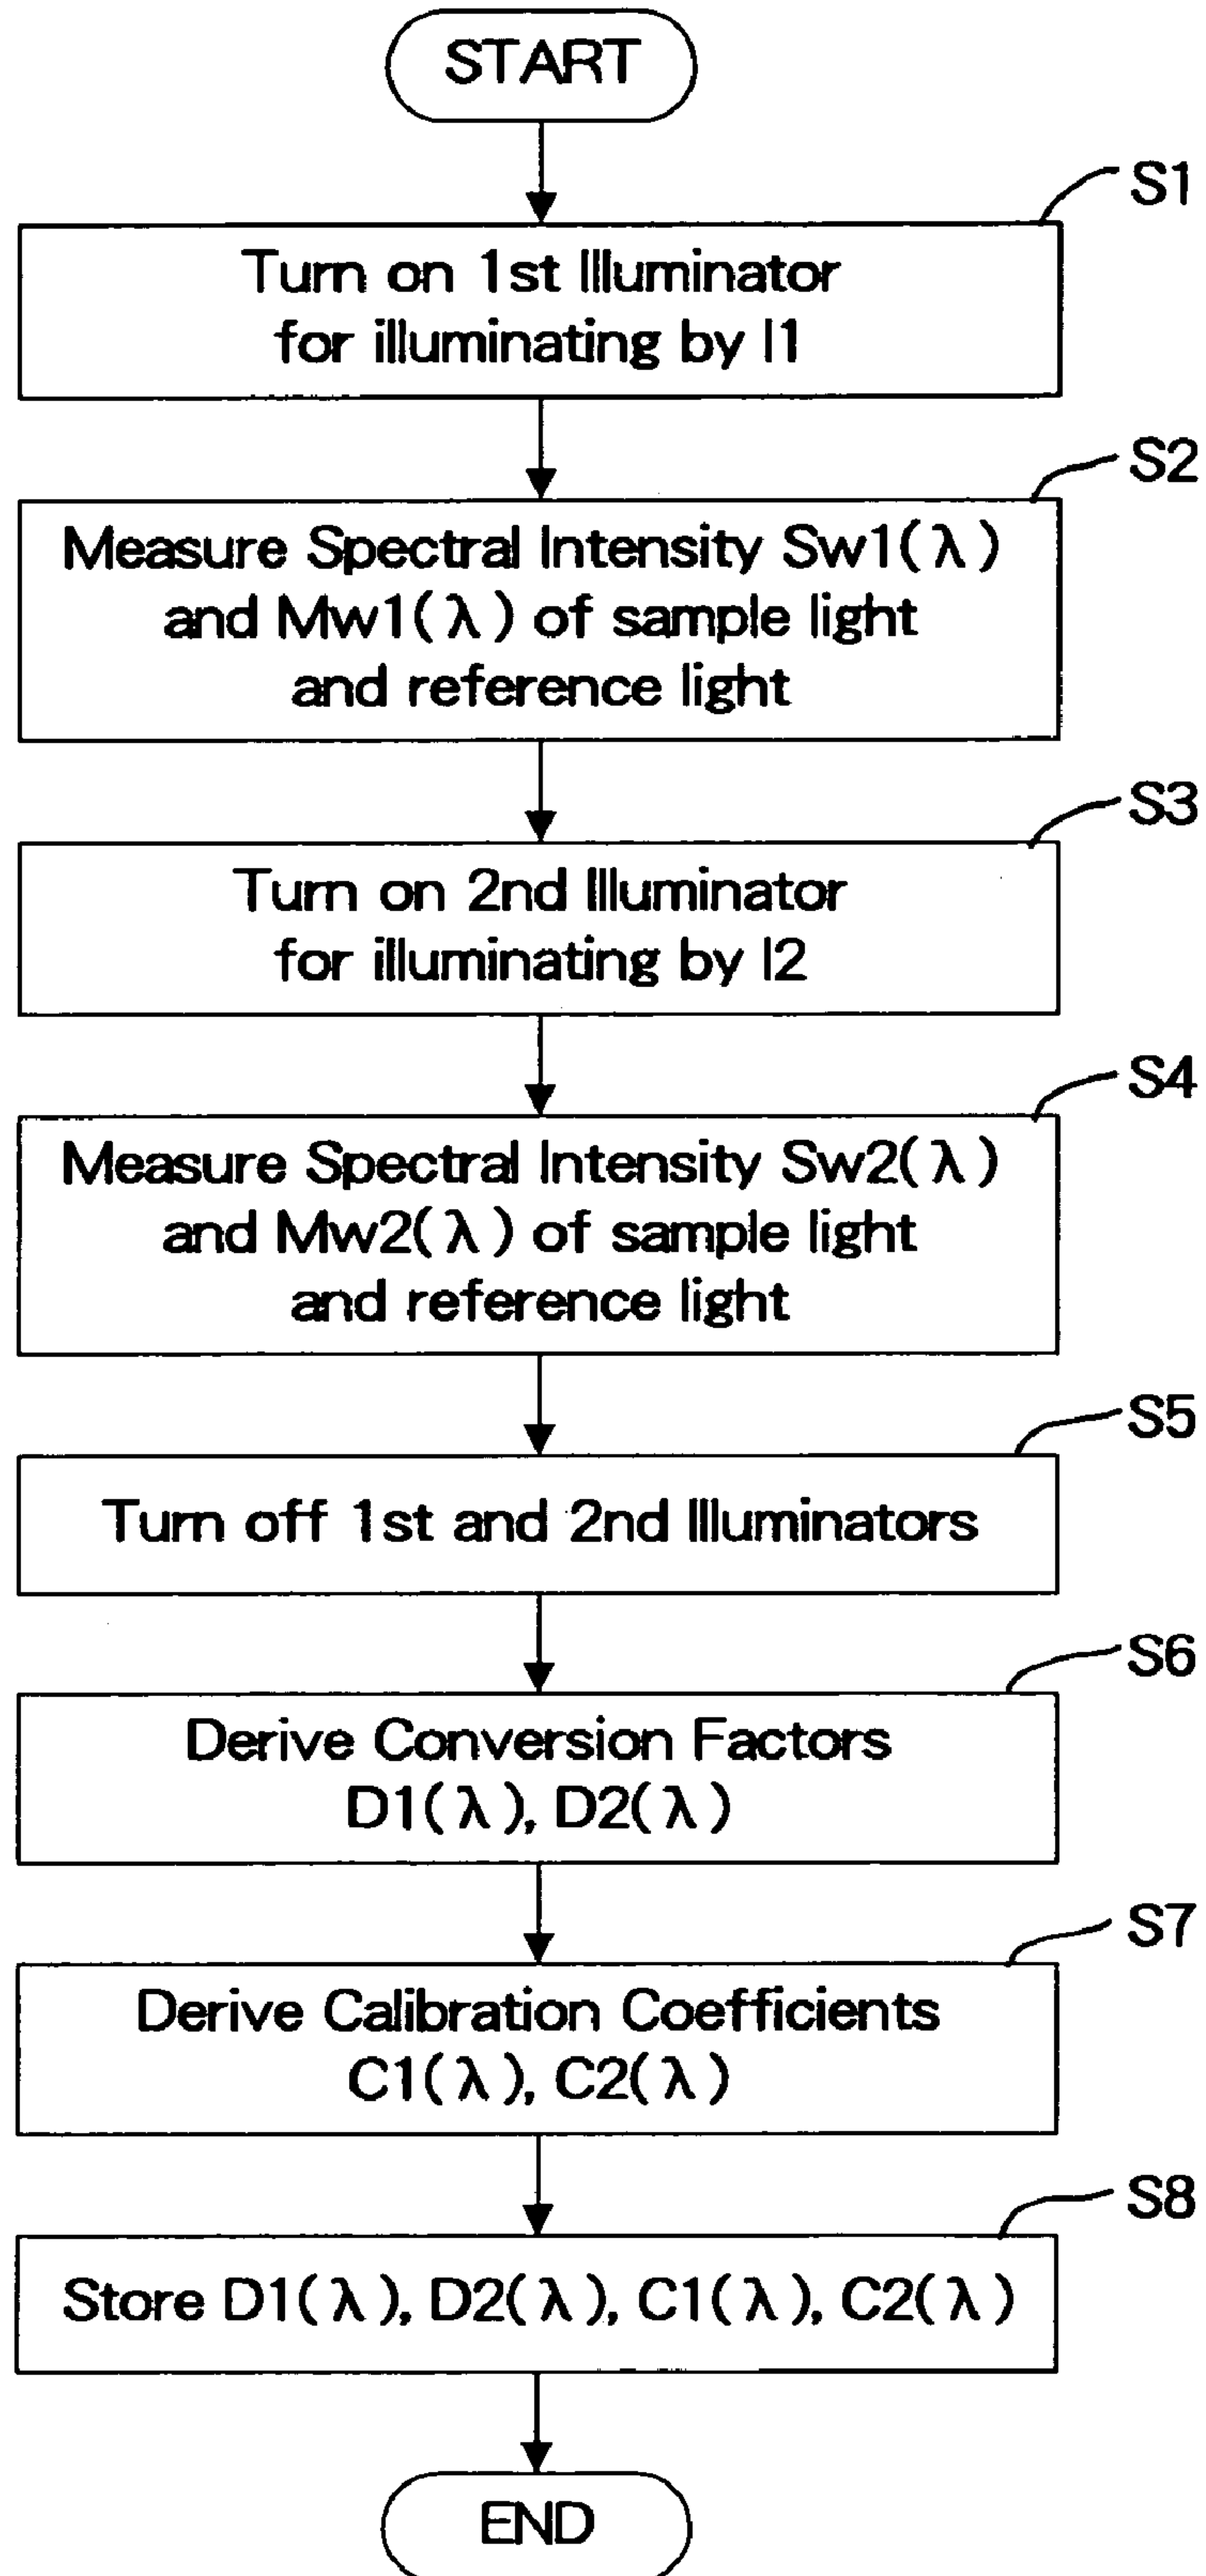 START
S1
Turn on 1st Illuminator
for illuminating by I1
S2
Measure Spectral Intensity Sw1(λ)
and Mw1(λ) of sample light
and reference light
S3
Turn on 2nd Illuminator
for illuminating by I2
S4
Measure Spectral Intensity Sw2(λ)
and Mw2(λ) of sample light
and reference light
S5
Turn off 1st and 2nd Illuminators
S6
Derive Conversion Factors
D1(λ), D2(λ)
S7
Derive Calibration Coefficients
C1(λ), C2(λ)
S8
Store D1(λ), D2(λ), C1(λ), C2(λ)
END